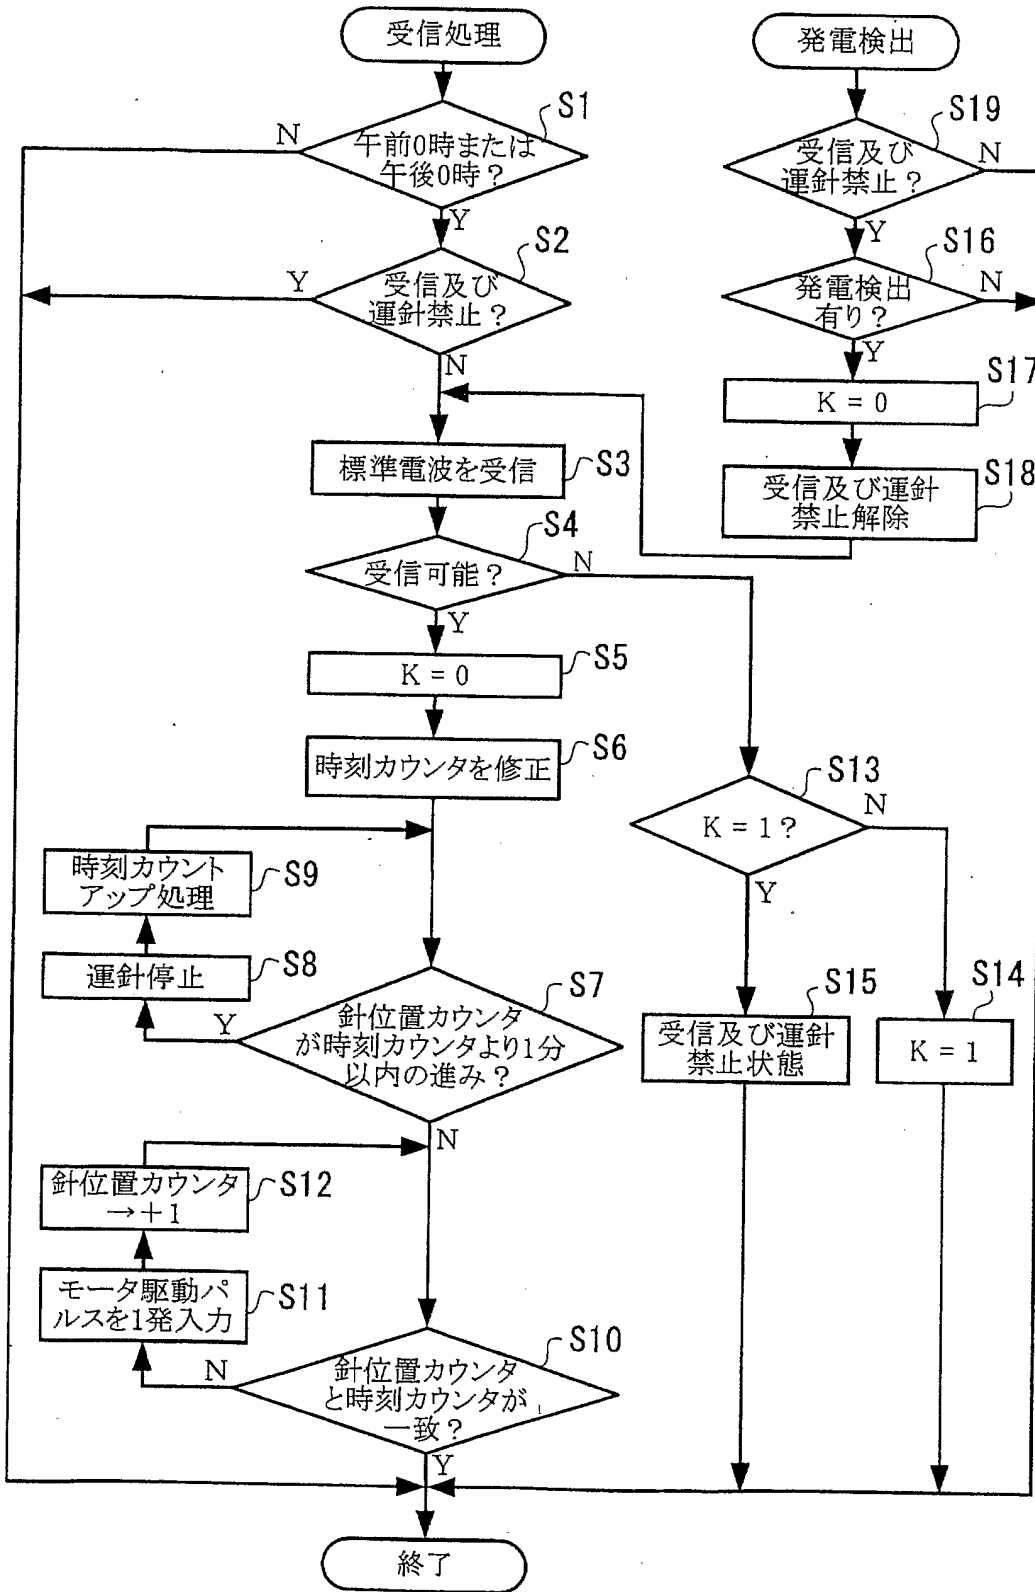 受信処理
S1
N
午前0時または
午後0時?
Y
S2
Y
受信及び
運針禁止?
N
標準電波を受信
S3
S4
受信可能?
N
Y
K = 0
S5
時刻カウンタを修正
S6
時刻カウント
アップ処理
S9
運針停止
S8
S7
Y
針位置カウンタ
が時刻カウンタより1分
以内の進み?
N
針位置カウンタ
→+1
S12
モータ駆動パ
ルスを1発入力
S11
S10
N
針位置カウンタ
と時刻カウンタが
一致?
Y
終了
発電検出
S19
受信及び
運針禁止?
N
Y
S16
発電検出
有り?
N
Y
S17
K = 0
S18
受信及び運針
禁止解除
S13
K = 1?
N
Y
S15
受信及び運針
禁止状態
S14
K = 1